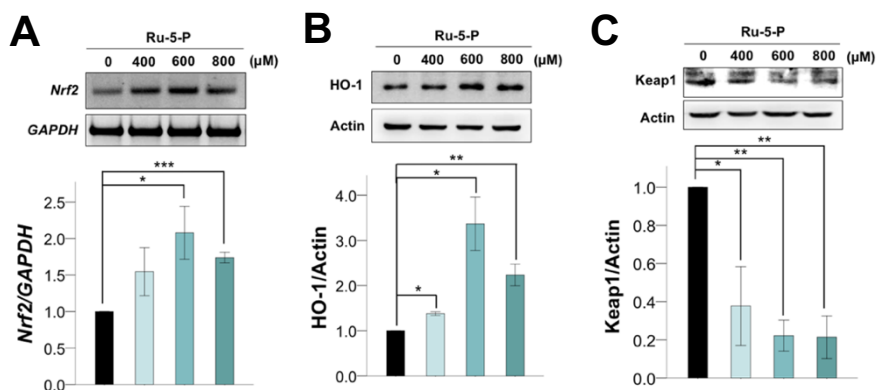 A
Ru-5-P
0 400 600 800 (µM)
Nrf2
GAPDH
***
*
2.5
2.0
1.5
1.0
0.5
0.0
Nrf2/GAPDH
B
Ru-5-P
0 400 600 800 (µM)
HO-1
Actin
**
*
*
4.0
3.0
2.0
1.0
0.0
HO-1/Actin
C
Ru-5-P
0 400 600 800 (µM)
Keap1
Actin
**
**
*
1.0
0.8
0.6
0.4
0.2
0.0
Keap1/Actin